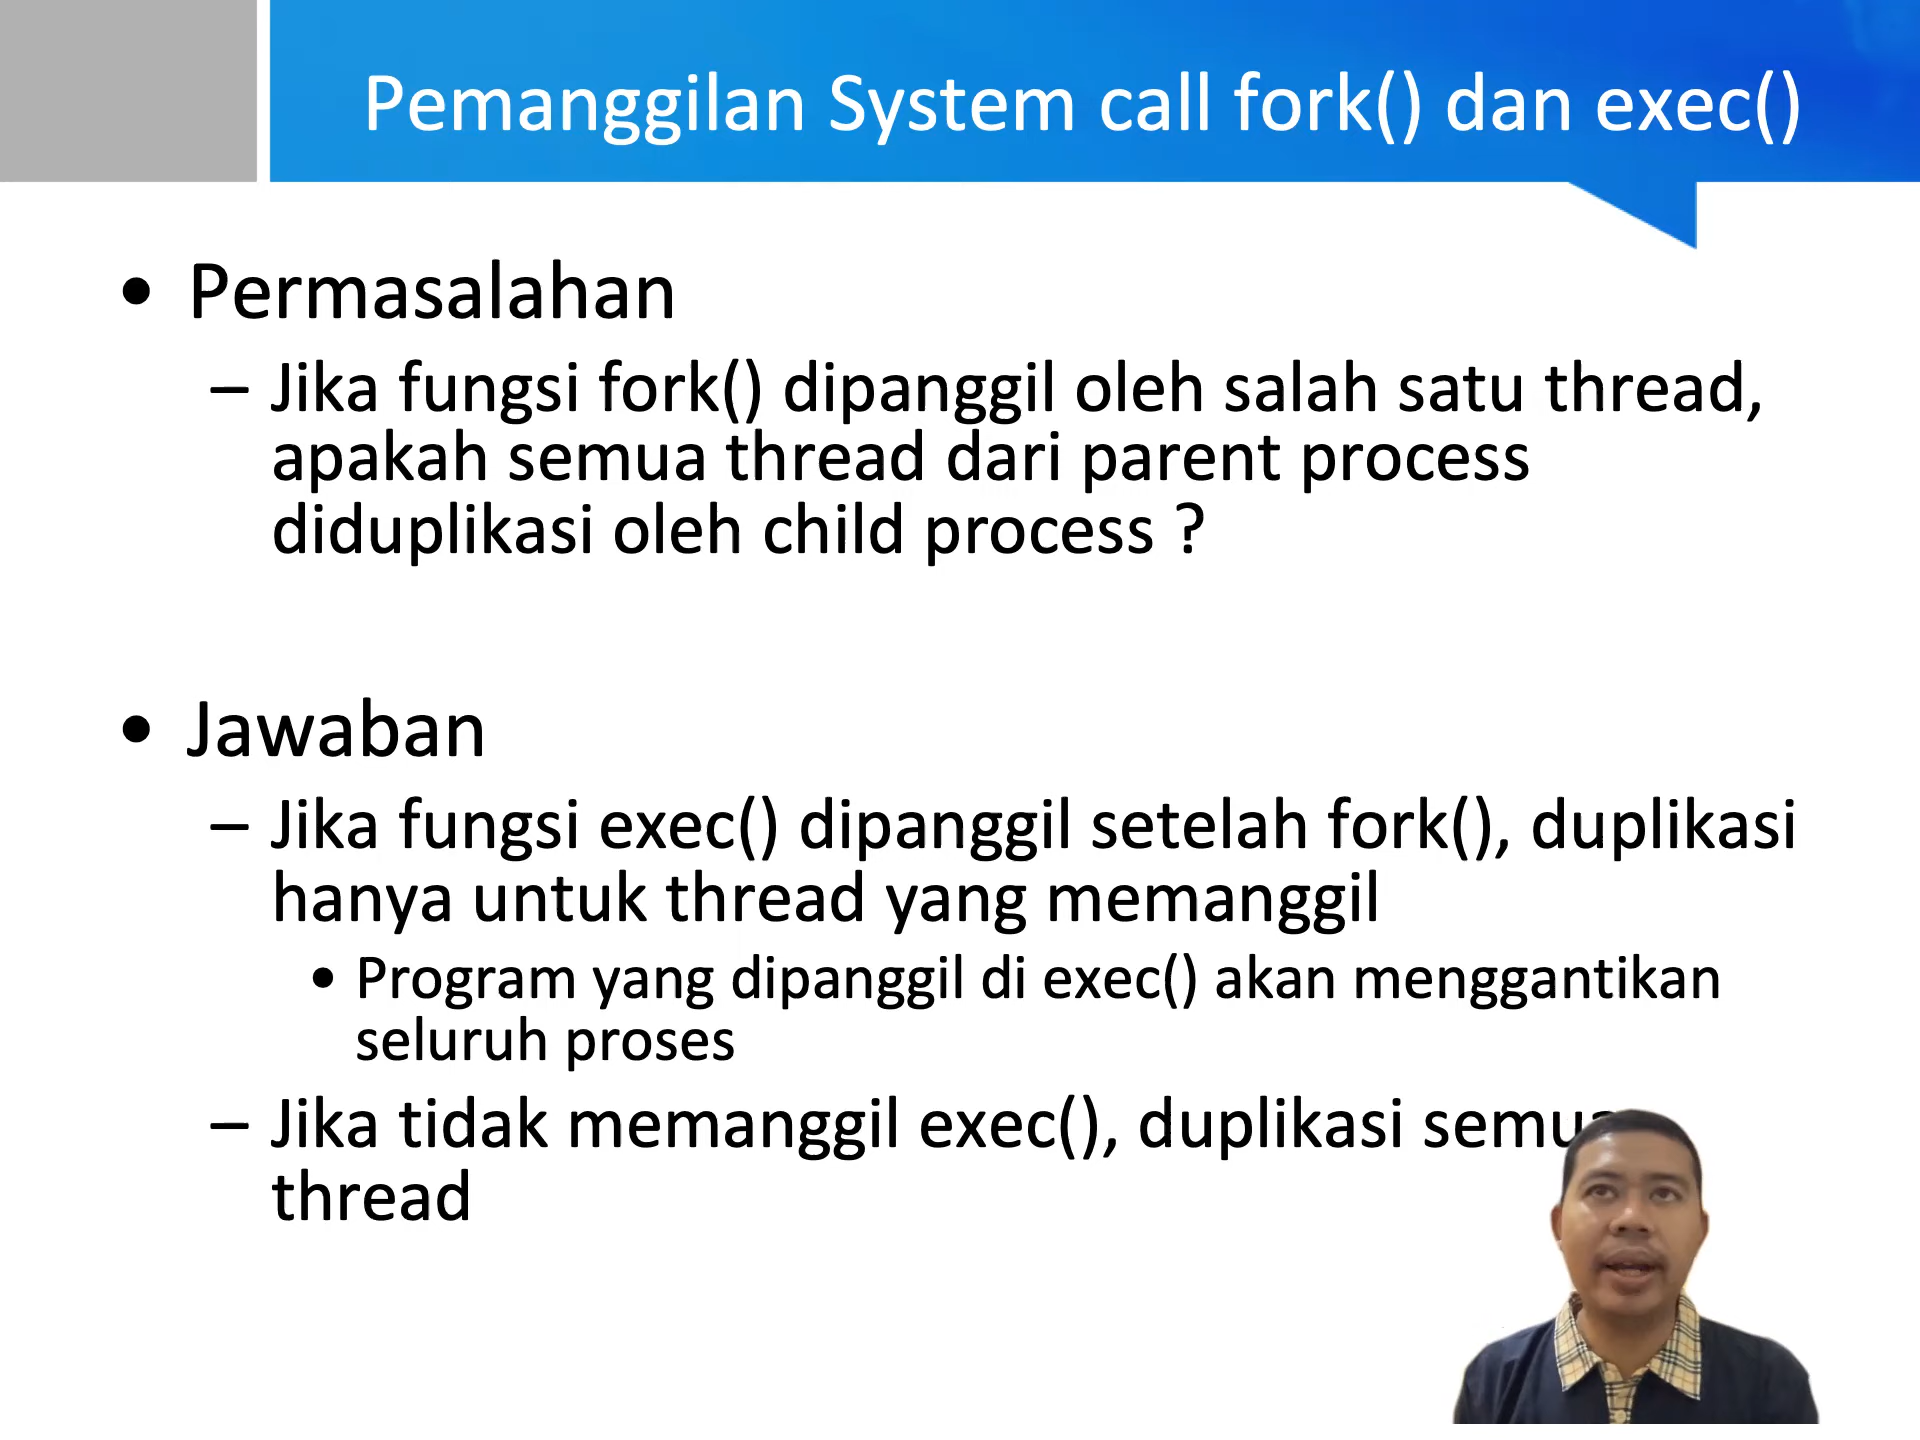 Pemanggilan System call fork() dan exec()
• Permasalahan
– Jika fungsi fork() dipanggil oleh salah satu thread,
apakah semua thread dari parent process
diduplikasi oleh child process ?
• Jawaban
– Jika fungsi exec() dipanggil setelah fork(), duplikasi
hanya untuk thread yang memanggil
• Program yang dipanggil di exec() akan menggantikan
seluruh proses
– Jika tidak memanggil exec(), duplikasi semua
thread